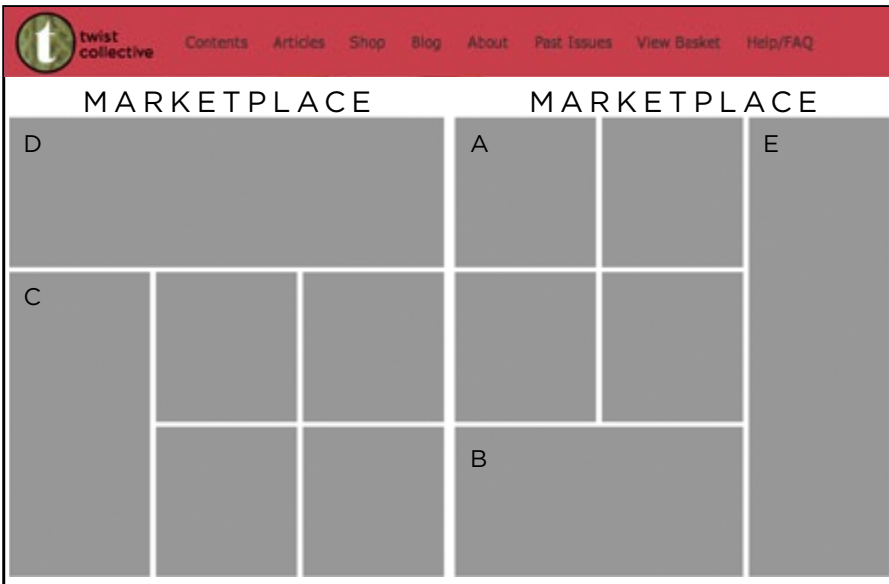 t twist
collective
Contents Articles Shop Blog About Past Issues View Basket Help/FAQ
MARKETPLACE MARKETPLACE
D A E
C
B